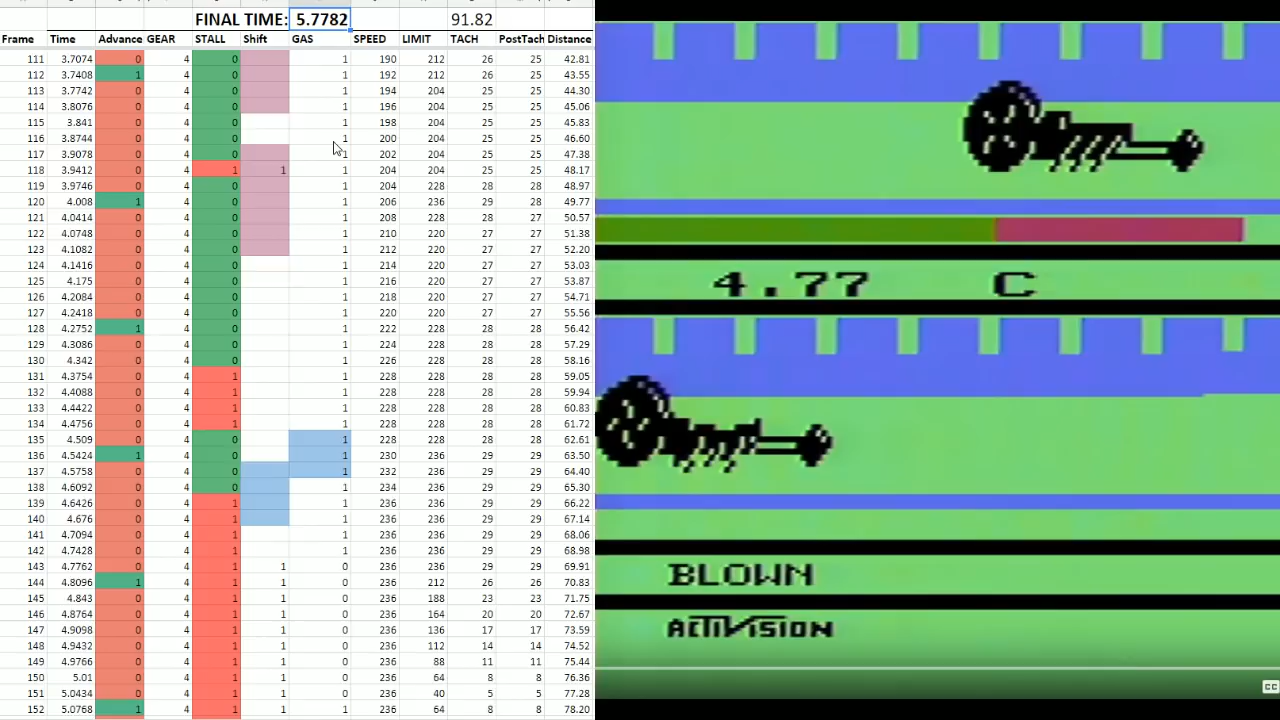 FINAL TIME: 5.7782 91.82
Frame Time Advance GEAR STALL Shift GAS SPEED LIMIT TACH PostTach Distance
111 3.7074 0 4 0 1 190 212 26 25 42.81
112 3.7408 1 4 0 1 192 212 26 25 43.55
113 3.7742 0 4 0 1 194 204 25 25 44.30
114 3.8076 0 4 0 1 196 204 25 25 45.06
115 3.841 0 4 0 1 198 204 25 25 45.83
116 3.8744 0 4 0 1 200 204 25 25 46.60
117 3.9078 0 4 0 1 202 204 25 25 47.38
118 3.9412 0 4 1 1 1 204 204 25 25 48.17
119 3.9746 0 4 0 1 204 228 28 28 48.97
120 4.008 1 4 0 1 206 236 29 28 49.77
121 4.0414 0 4 0 1 208 228 28 27 50.57
122 4.0748 0 4 0 1 210 220 27 27 51.38
123 4.1082 0 4 0 1 212 220 27 27 52.20
124 4.1416 0 4 0 1 214 220 27 27 53.03
125 4.175 0 4 0 1 216 220 27 27 53.87
126 4.2084 0 4 0 1 218 220 27 27 54.71
127 4.2418 0 4 0 1 220 220 27 27 55.56
128 4.2752 1 4 0 1 222 228 28 28 56.42
129 4.3086 0 4 0 1 224 228 28 28 57.29
130 4.342 0 4 0 1 226 228 28 28 58.16
131 4.3754 0 4 1 1 228 228 28 28 59.05
132 4.4088 0 4 1 1 228 228 28 28 59.94
133 4.4422 0 4 1 1 228 228 28 28 60.83
134 4.4756 0 4 1 1 228 228 28 28 61.72
135 4.509 0 4 0 1 228 228 28 28 62.61
136 4.5424 1 4 0 1 230 236 29 28 63.50
137 4.5758 0 4 0 1 232 236 29 29 64.40
138 4.6092 0 4 0 1 234 236 29 29 65.30
139 4.6426 0 4 1 1 236 236 29 29 66.22
140 4.676 0 4 1 1 236 236 29 29 67.14
141 4.7094 0 4 1 1 236 236 29 29 68.06
142 4.7428 0 4 1 1 236 236 29 29 68.98
143 4.7762 0 4 1 1 0 236 236 29 29 69.91
144 4.8096 1 4 1 1 0 236 212 26 26 70.83
145 4.843 0 4 1 1 0 236 188 23 23 71.75
146 4.8764 0 4 1 1 0 236 164 20 20 72.67
147 4.9098 0 4 1 1 0 236 136 17 17 73.59
148 4.9432 0 4 1 1 0 236 112 14 14 74.52
149 4.9766 0 4 1 1 0 236 88 11 11 75.44
150 5.01 0 4 1 1 0 236 64 8 8 76.36
151 5.0434 0 4 1 1 0 236 40 5 5 77.28
152 5.0768 1 4 1 1 1 236 64 8 8 78.20
4.77 C
BLOWN
ACTIVISION
CC